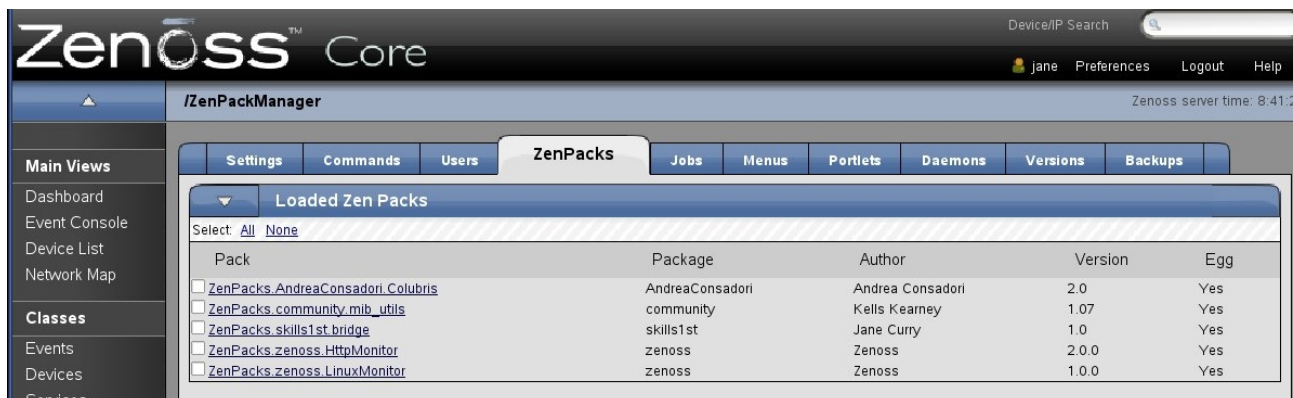 Zenoss™ Core
Device/IP Search
jane Preferences Logout Help
/ZenPackManager
Zenoss server time: 8:41:2
Main Views
Dashboard
Event Console
Device List
Network Map
Classes
Events
Devices
Settings Commands Users ZenPacks Jobs Menus Portlets Daemons Versions Backups
Loaded Zen Packs
Select: All None
Pack Package Author Version Egg
ZenPacks.AndreaConsadori.Colubris AndreaConsadori Andrea Consadori 2.0 Yes
ZenPacks.community.mib_utils community Kells Kearney 1.07 Yes
ZenPacks.skills1st.bridge skills1st Jane Curry 1.0 Yes
ZenPacks.zenoss.HttpMonitor zenoss Zenoss 2.0.0 Yes
ZenPacks.zenoss.LinuxMonitor zenoss Zenoss 1.0.0 Yes